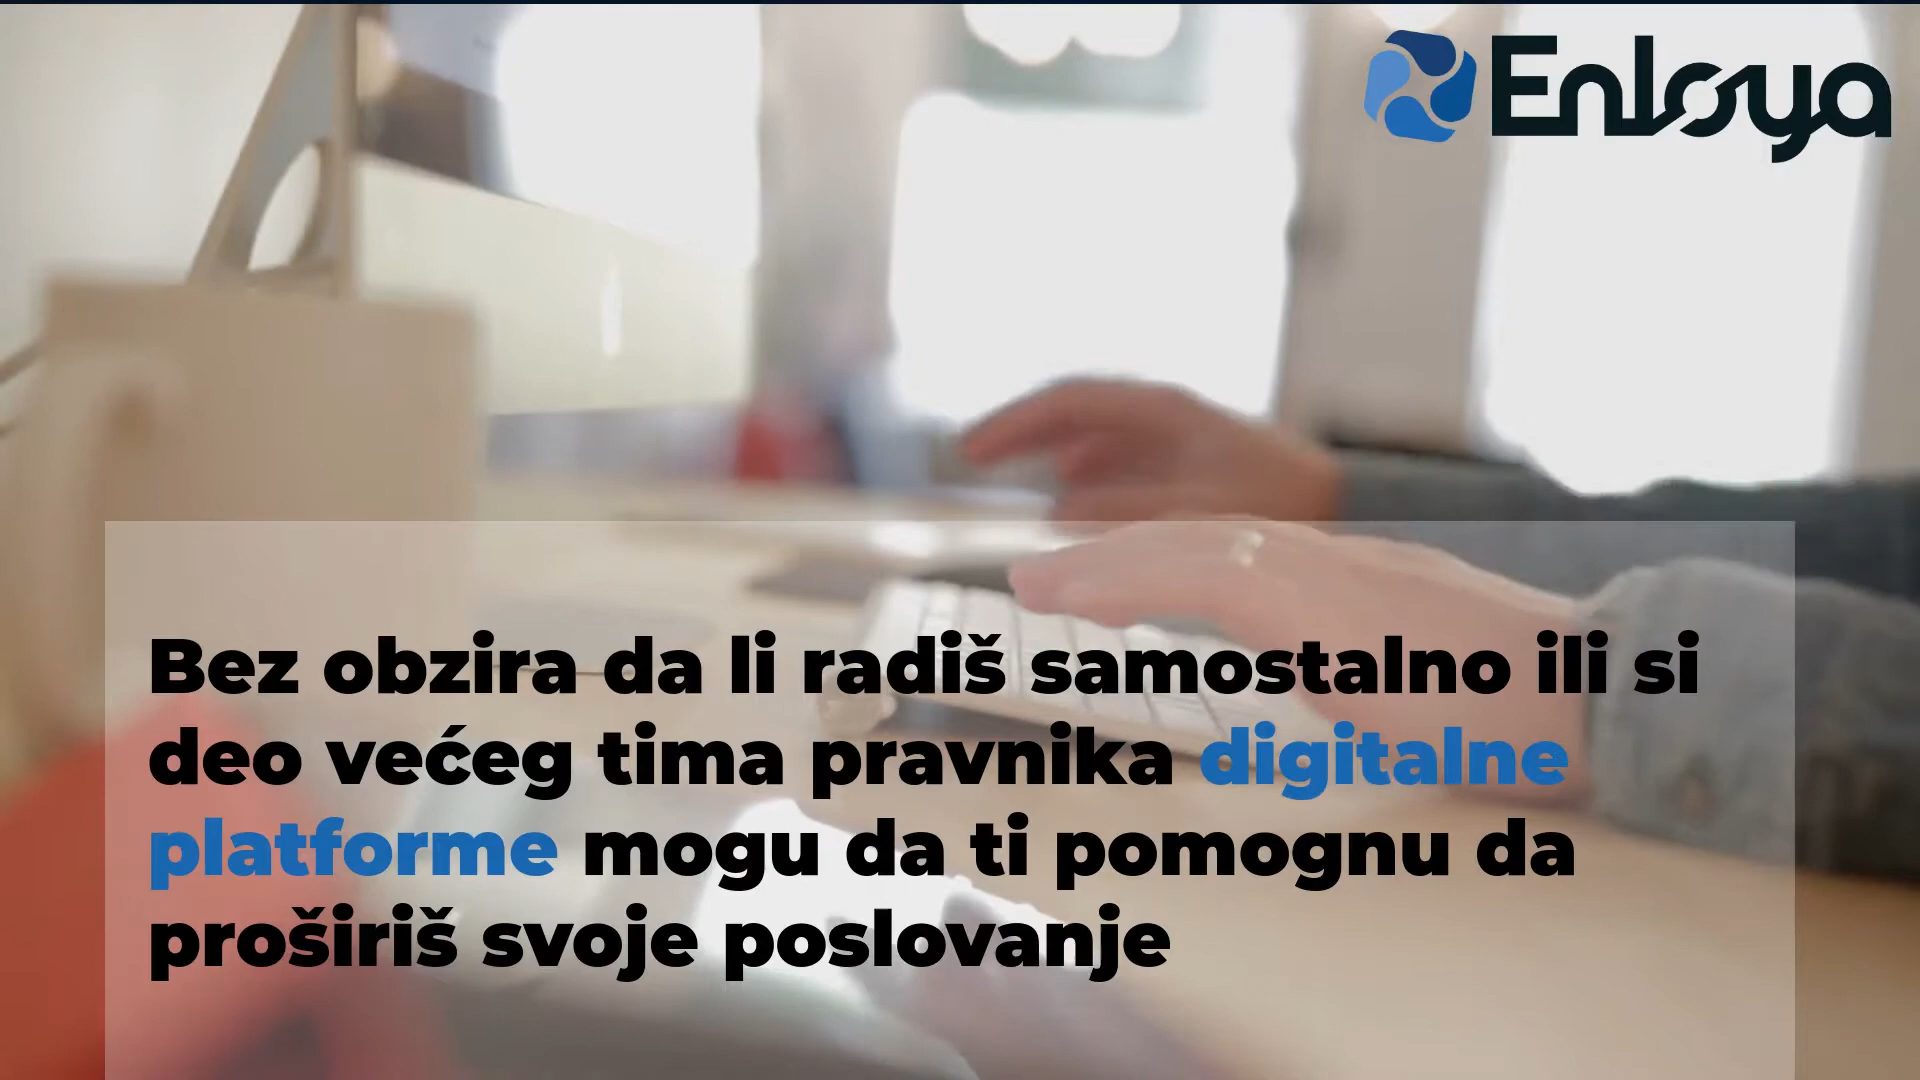 Enloya
Bez obzira da li radiš samostalno ili si
deo većeg tima pravnika digitalne
platforme mogu da ti pomognu da
proširiš svoje poslovanje